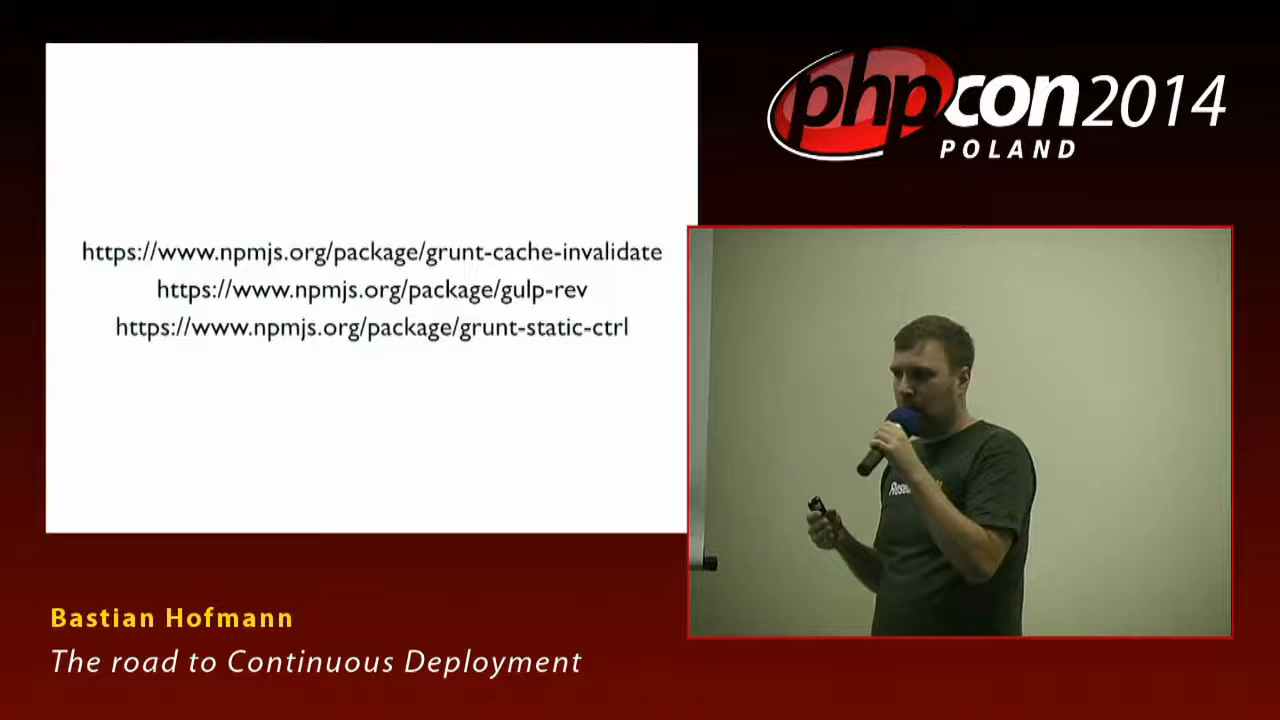 https://www.npmjs.org/package/grunt-cache-invalidate
https://www.npmjs.org/package/gulp-rev
https://www.npmjs.org/package/grunt-static-ctrl
phpcon2014
POLAND
Bastian Hofmann
The road to Continuous Deployment